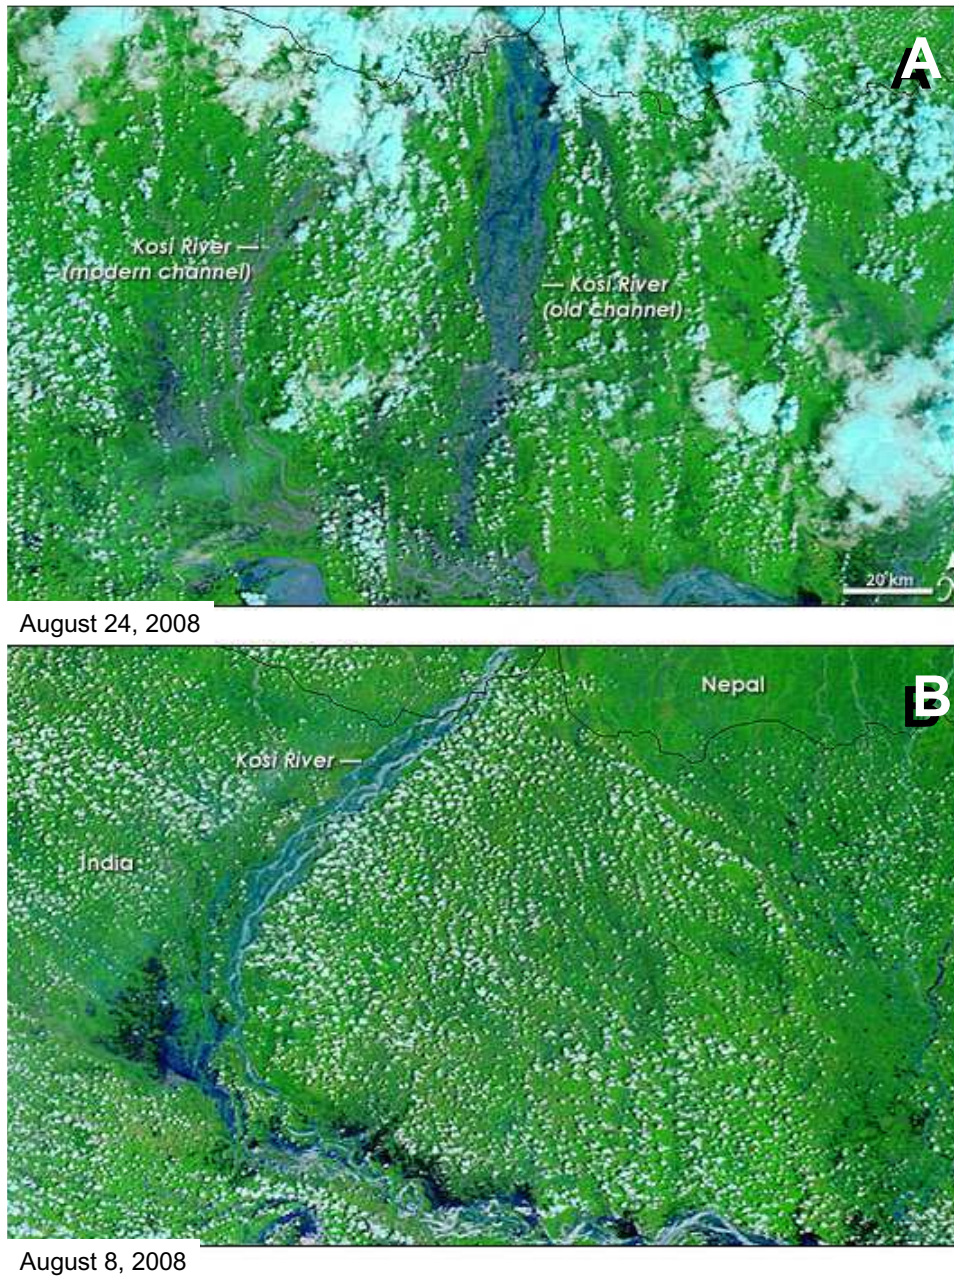 A
Kosi River
(modern channel)
Kosi River
(old channel)
20 km
August 24, 2008
B
Nepal
Kosi River
India
August 8, 2008